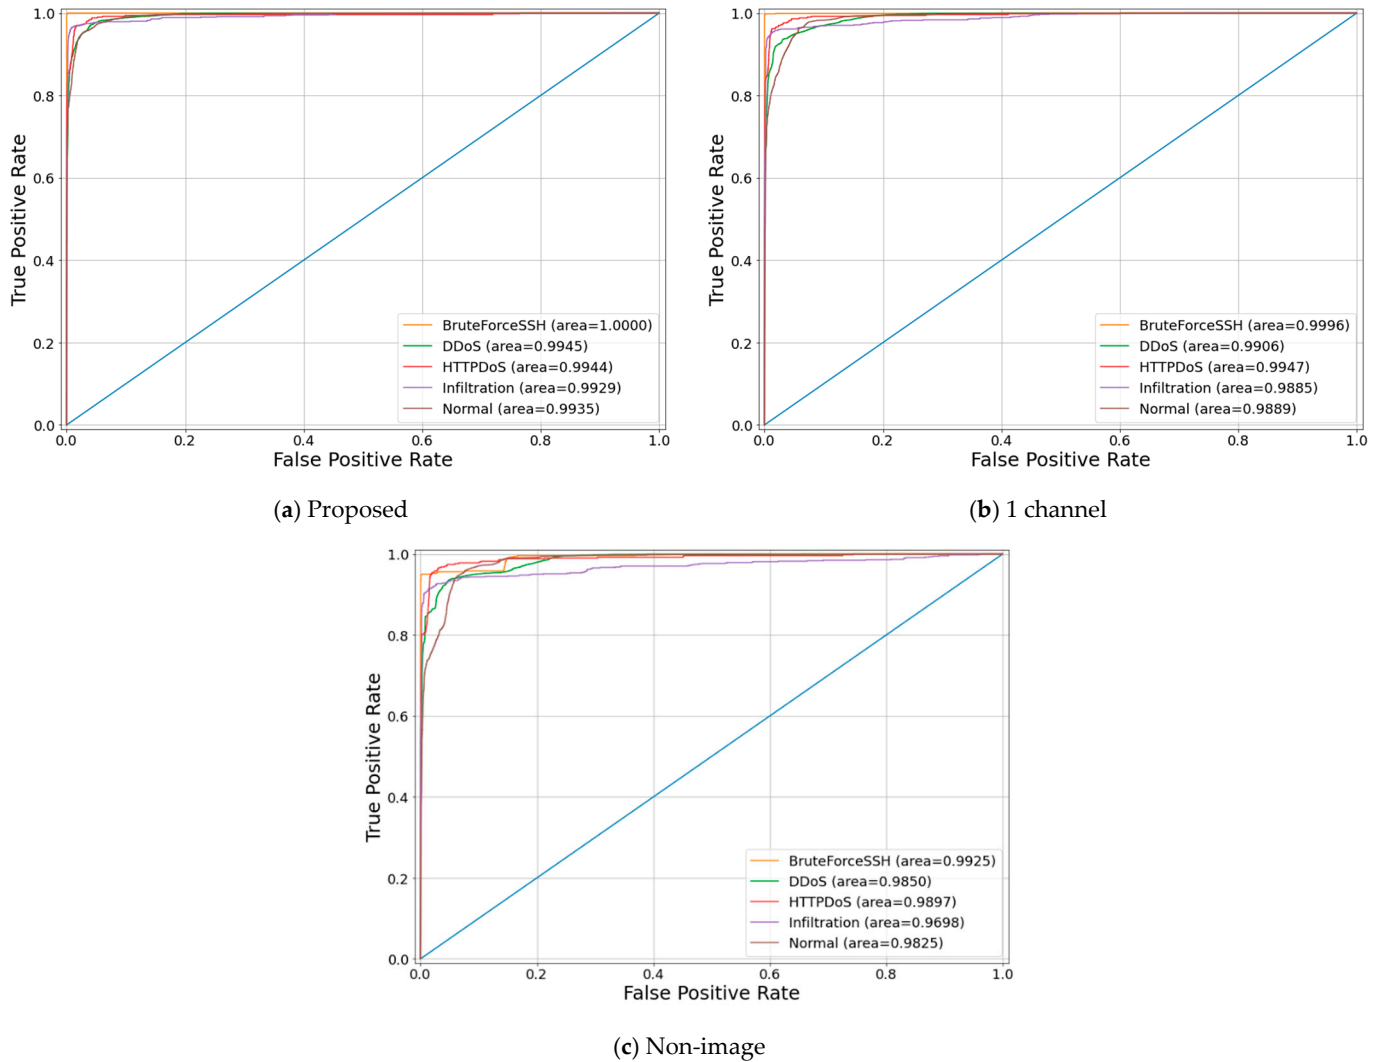 1.0
0.8
0.6
0.4
0.2
0.0
True Positive Rate
BruteForceSSH (area=1.0000)
DDoS (area=0.9945)
HTTPDoS (area=0.9944)
Infiltration (area=0.9929)
Normal (area=0.9935)
0.0 0.2 0.4 0.6 0.8 1.0
False Positive Rate
(a) Proposed
1.0
0.8
0.6
0.4
0.2
0.0
True Positive Rate
BruteForceSSH (area=0.9996)
DDoS (area=0.9906)
HTTPDoS (area=0.9947)
Infiltration (area=0.9885)
Normal (area=0.9889)
0.0 0.2 0.4 0.6 0.8 1.0
False Positive Rate
(b) 1 channel
1.0
0.8
0.6
0.4
0.2
0.0
True Positive Rate
BruteForceSSH (area=0.9925)
DDoS (area=0.9850)
HTTPDoS (area=0.9897)
Infiltration (area=0.9698)
Normal (area=0.9825)
0.0 0.2 0.4 0.6 0.8 1.0
False Positive Rate
(c) Non-image